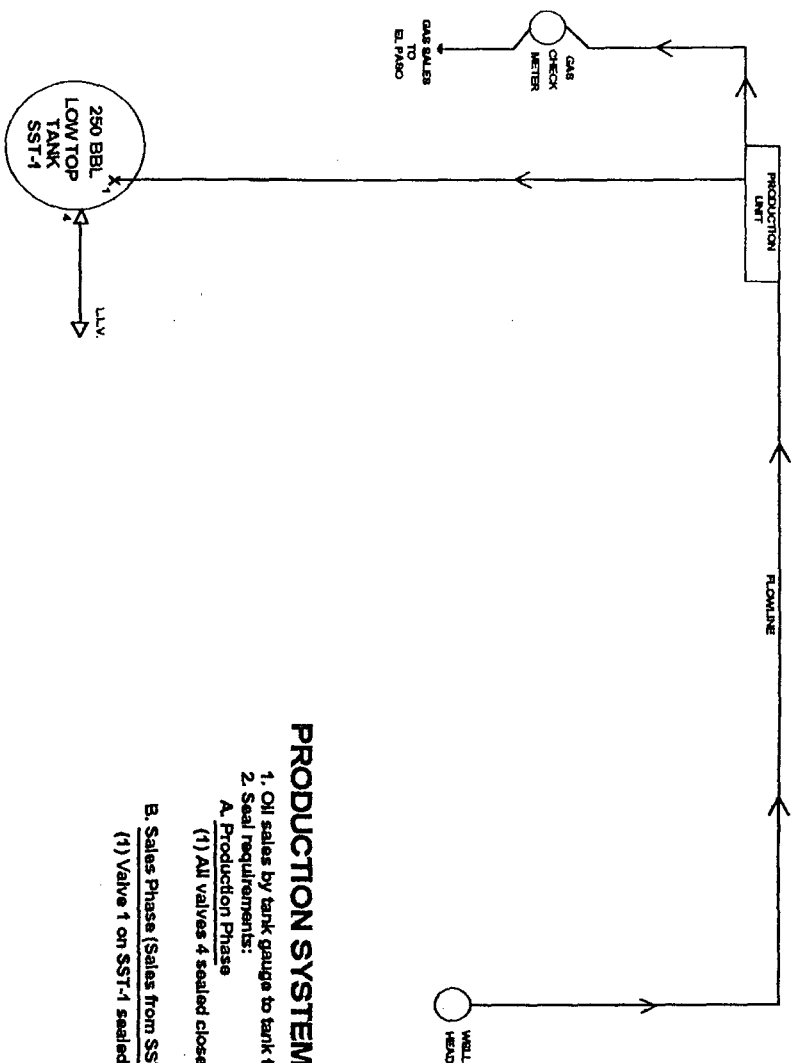 PRODUCTION
UNIT
FLOWLINE
GAS
CHECK
METER
WELL
HEAD
GAS SALES
TO
EL PASO
PRODUCTION SYSTEM
1. Oil sales by tank gauge to tank t
2. Seal requirements:
A. Production Phase
(1) All valves 4 sealed close
B. Sales Phase (Sales from SS
(1) Valve 1 on SST-1 sealed
1
250 BBL
LOW TOP
TANK
SST-1
4
L.L.V.